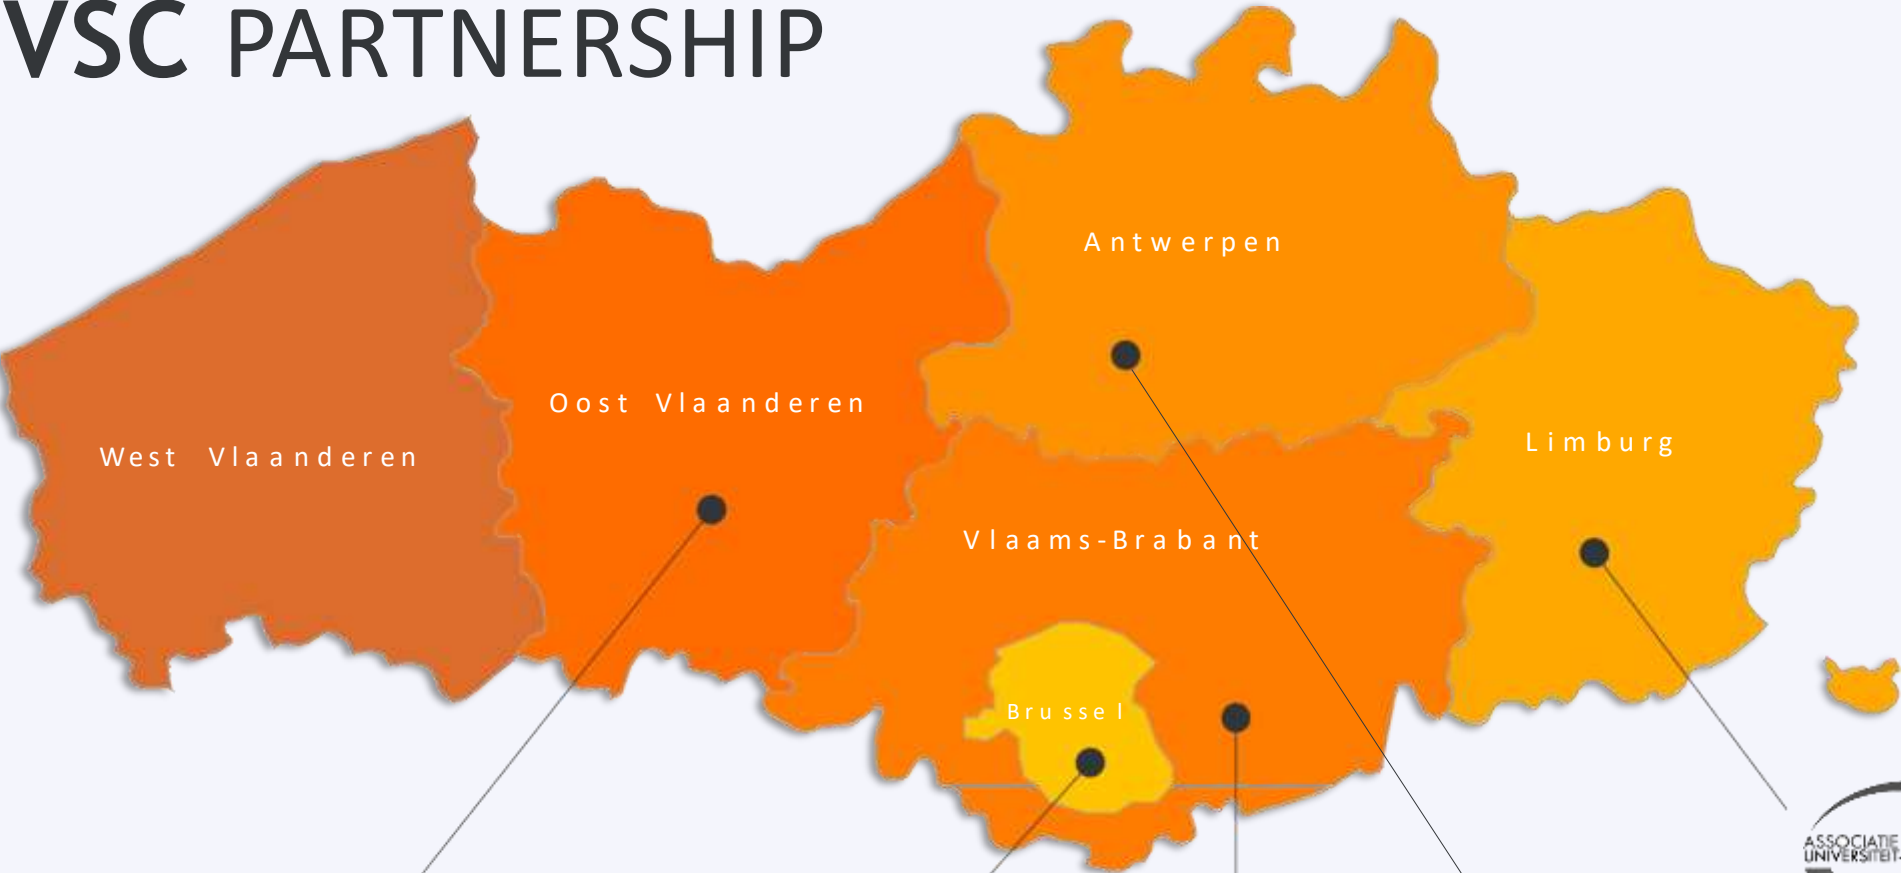 VSC PARTNERSHIP
Antwerpen
Oost Vlaanderen
Limburg
West Vlaanderen
Vlaams-Brabant
Brussel
ASSOCIATIE
UNIVERSITEIT